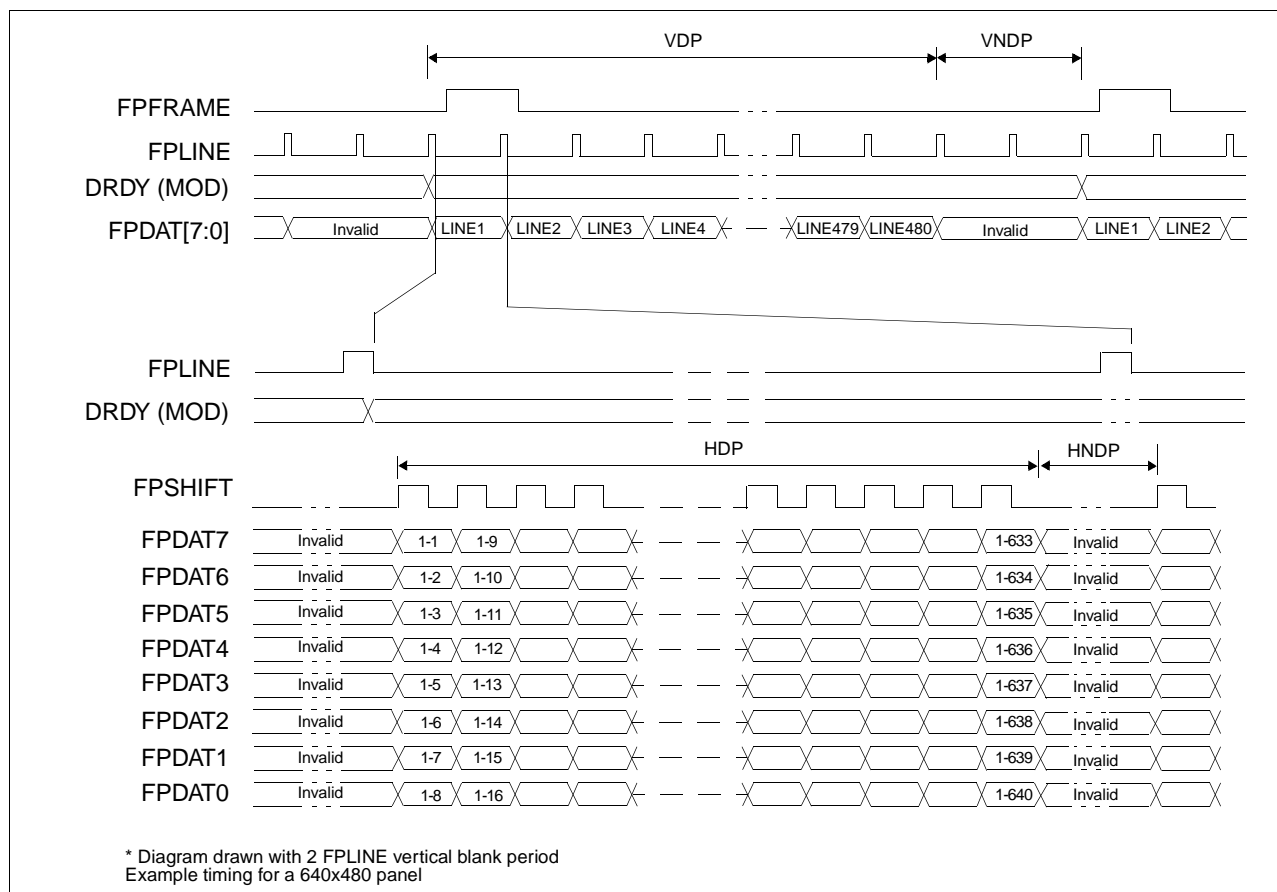 VDP VNDP
FPFRAME
FPLINE
DRDY (MOD)
FPDAT[7:0] Invalid LINE1 LINE2 LINE3 LINE4 LINE479 LINE480 Invalid LINE1 LINE2
FPLINE
DRDY (MOD)
HDP HNDP
FPSHIFT
FPDAT7 Invalid 1-1 1-9 1-633 Invalid
FPDAT6 Invalid 1-2 1-10 1-634 Invalid
FPDAT5 Invalid 1-3 1-11 1-635 Invalid
FPDAT4 Invalid 1-4 1-12 1-636 Invalid
FPDAT3 Invalid 1-5 1-13 1-637 Invalid
FPDAT2 Invalid 1-6 1-14 1-638 Invalid
FPDAT1 Invalid 1-7 1-15 1-639 Invalid
FPDAT0 Invalid 1-8 1-16 1-640 Invalid
* Diagram drawn with 2 FPLINE vertical blank period
Example timing for a 640x480 panel